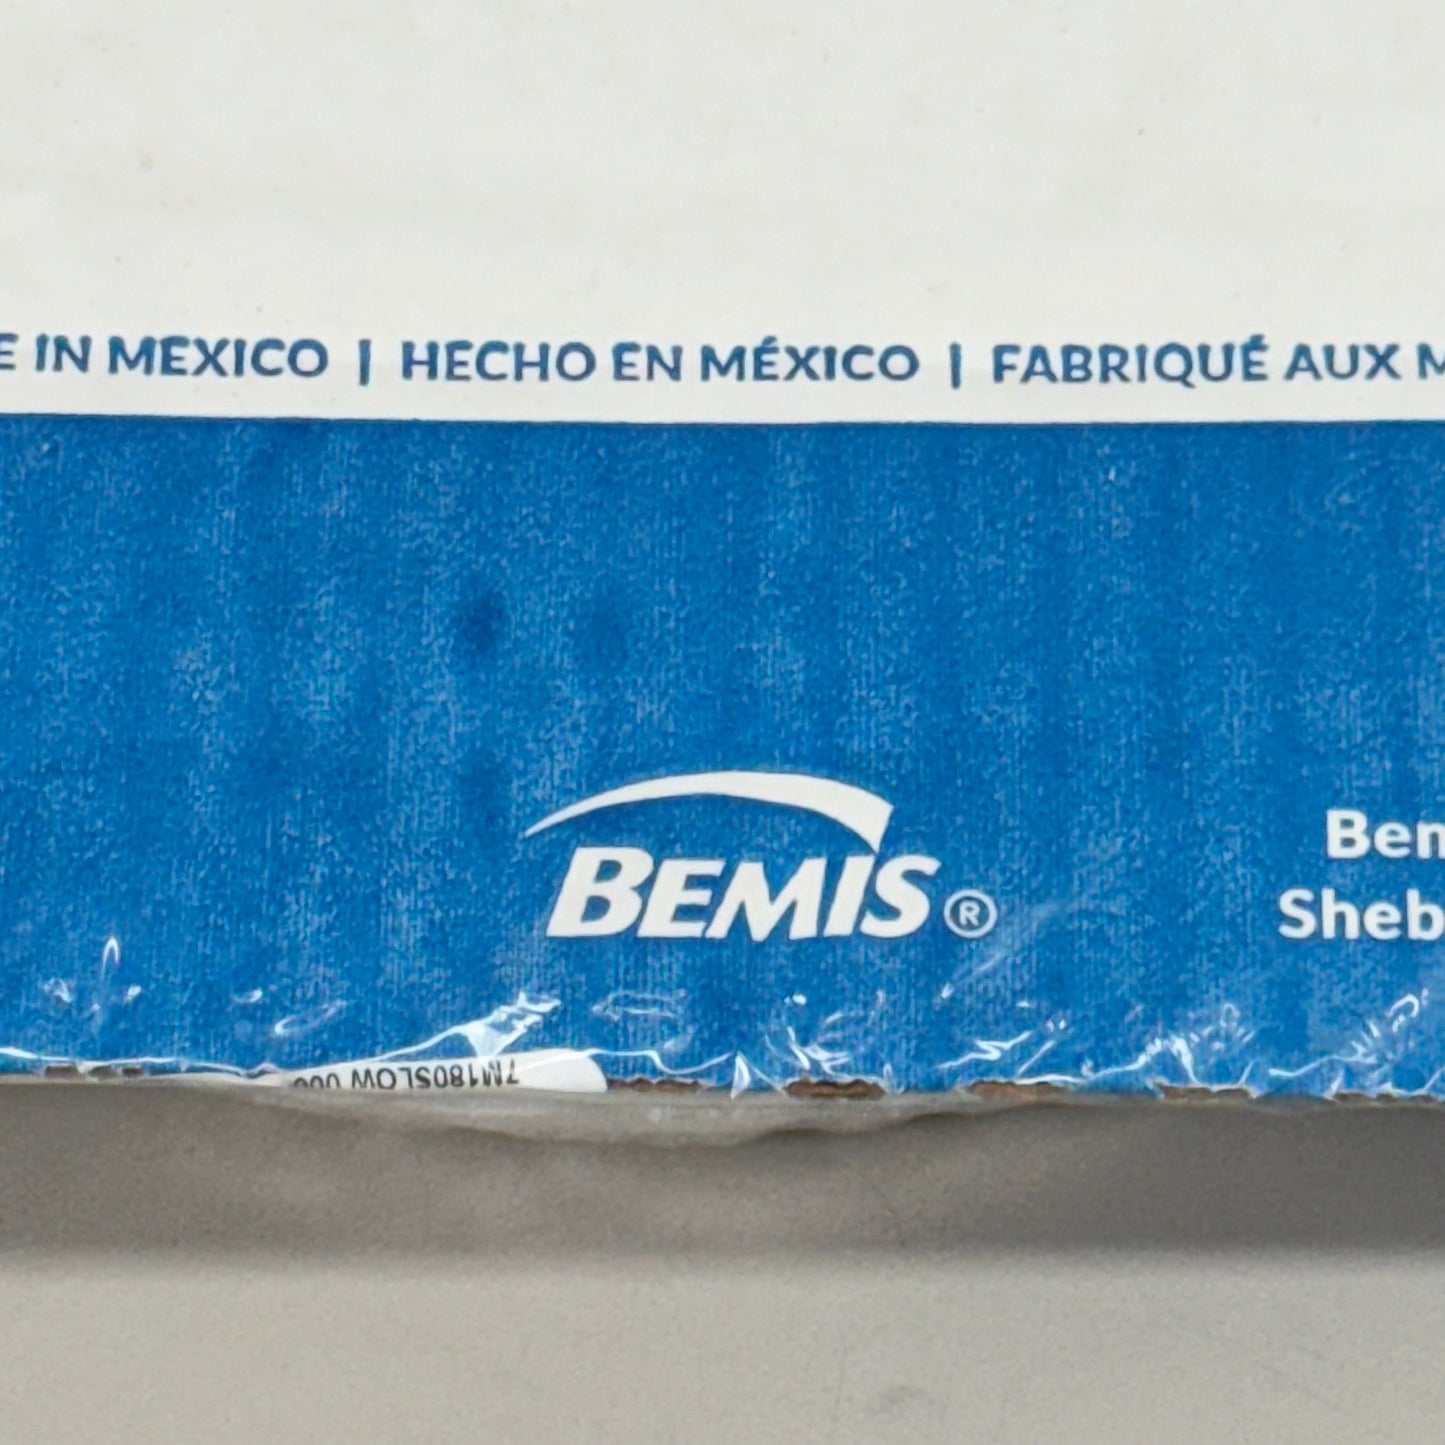 E IN MEXICO | HECHO EN MÉXICO | FABRIQUÉ AUX M
BEMIS®
Bem
Sheb
7M180SLOW 000